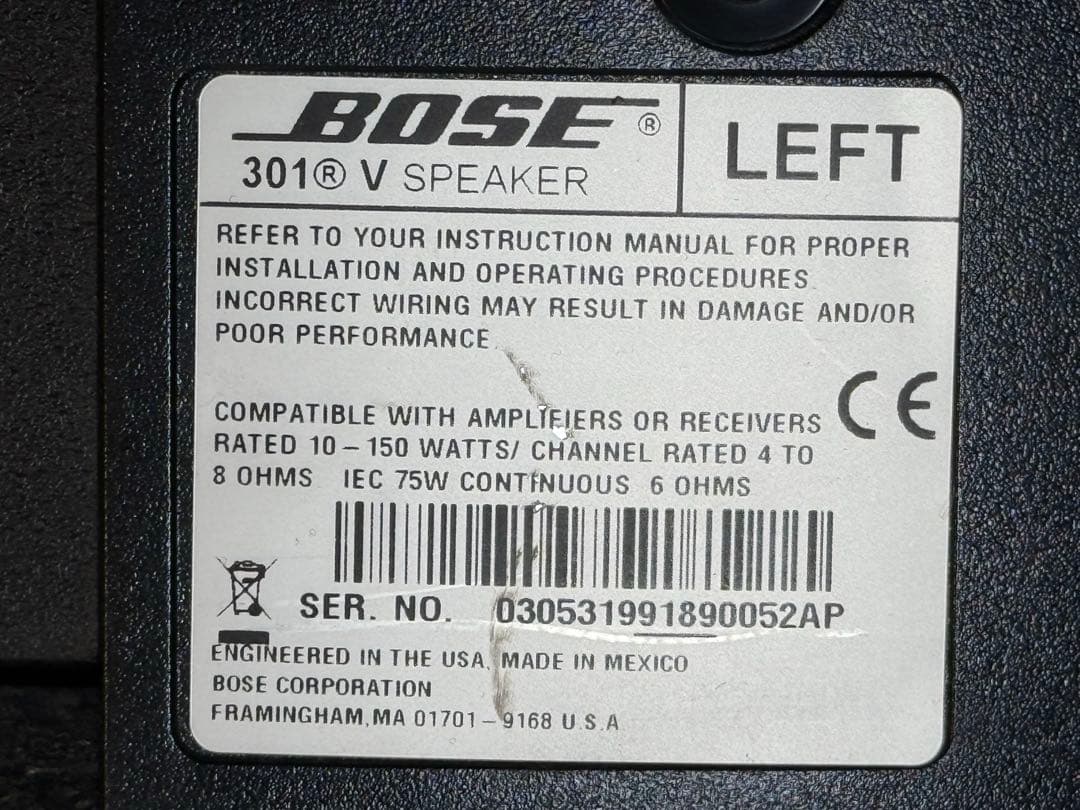 BOSE®
301® V SPEAKER
LEFT
REFER TO YOUR INSTRUCTION MANUAL FOR PROPER
INSTALLATION AND OPERATING PROCEDURES.
INCORRECT WIRING MAY RESULT IN DAMAGE AND/OR
POOR PERFORMANCE.
COMPATIBLE WITH AMPLIFIERS OR RECEIVERS
RATED 10 – 150 WATTS/ CHANNEL RATED 4 TO
8 OHMS IEC 75W CONTINUOUS 6 OHMS
CE
SER. NO. 030531991890052AP
ENGINEERED IN THE USA, MADE IN MEXICO
BOSE CORPORATION
FRAMINGHAM, MA 01701 – 9168 U.S.A